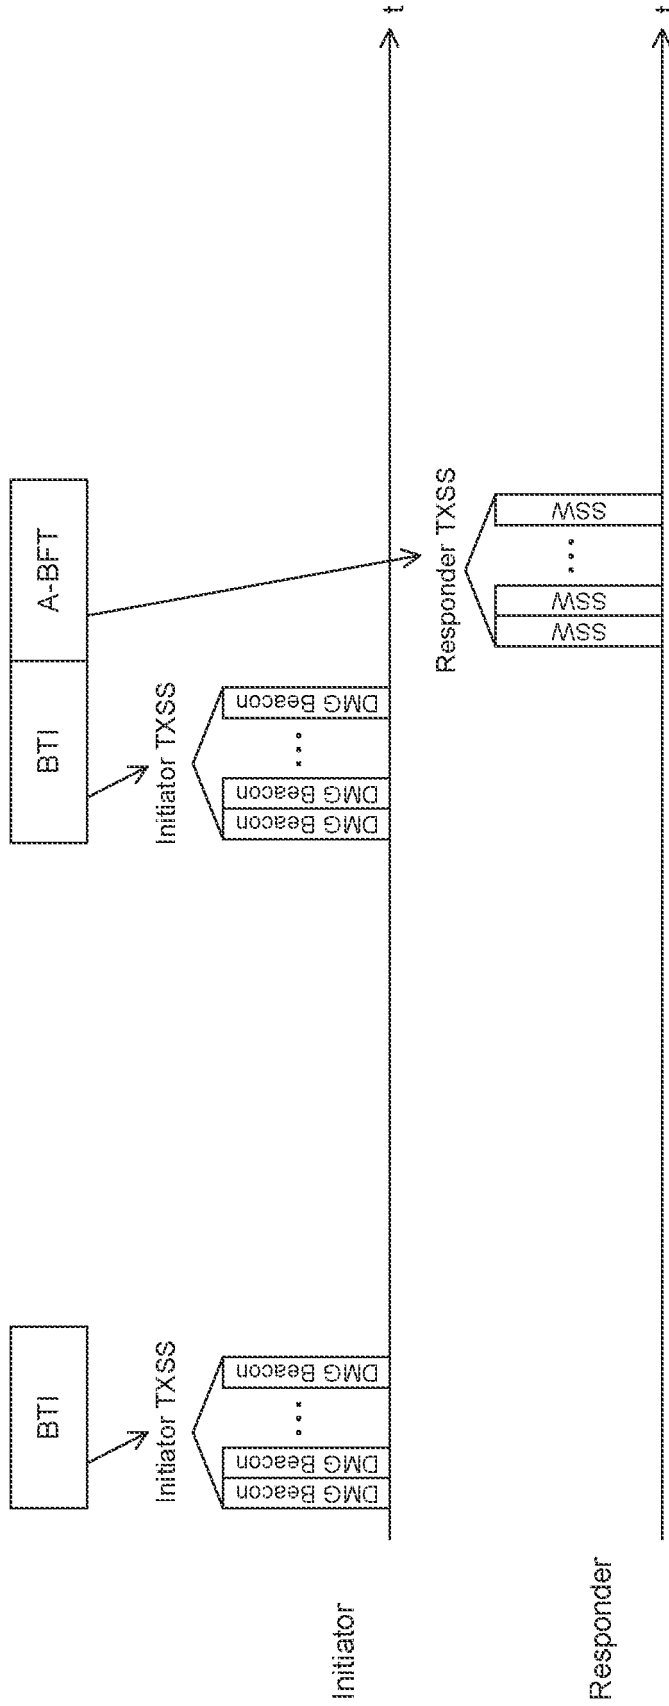 BTI
BTI
A-BFT
Initiator TXSS
Initiator TXSS
DMG Beacon
DMG Beacon
DMG Beacon
DMG Beacon
DMG Beacon
DMG Beacon
Initiator
t
Responder TXSS
SSW
SSW
SSW
Responder
t